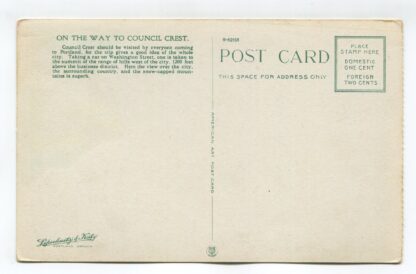 ON THE WAY TO COUNCIL CREST.
Council Crest should be visited by everyone coming
to Portland, for the trip gives a good idea of the whole
city. Taking a car on Washington Street, one is taken to
the summit of the range of hills west of the city, 1200 feet
above the business district. Here the view over the city,
the surrounding country, and the snow-capped moun-
tains is superb.
Lipschuetz & Katz
PORTLAND, OREGON
AMERICAN ART POST CARD
POST CARD
THIS SPACE FOR ADDRESS ONLY
PLACE
STAMP HERE
DOMESTIC
ONE CENT
FOREIGN
TWO CENTS